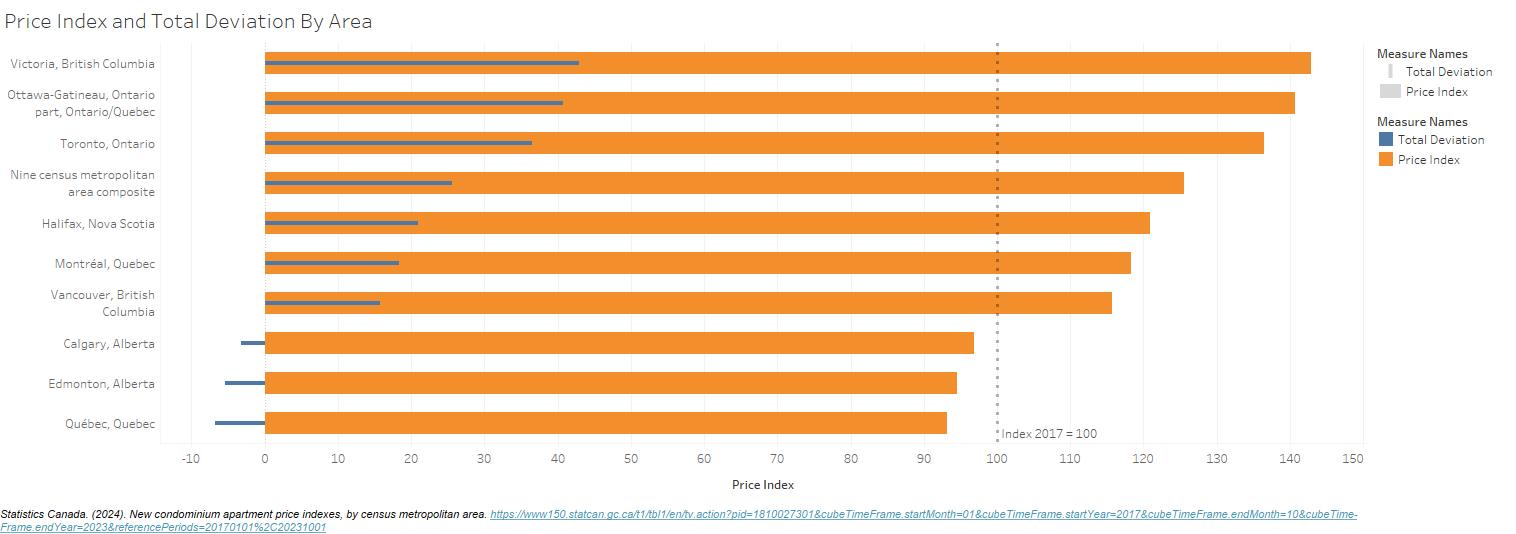 Price Index and Total Deviation By Area
Victoria, British Columbia
Ottawa-Gatineau, Ontario
part, Ontario/Quebec
Toronto, Ontario
Nine census metropolitan
area composite
Halifax, Nova Scotia
Montréal, Quebec
Vancouver, British
Columbia
Calgary, Alberta
Edmonton, Alberta
Québec, Quebec
Index 2017 = 100
-10 0 10 20 30 40 50 60 70 80 90 100 110 120 130 140 150
Price Index
Measure Names
Total Deviation
Price Index
Measure Names
Total Deviation
Price Index
Statistics Canada. (2024). New condominium apartment price indexes, by census metropolitan area. https://www150.statcan.gc.ca/t1/tbl1/en/tv.action?pid=1810027301&cubeTimeFrame.startMonth=01&cubeTimeFrame.startYear=2017&cubeTimeFrame.endMonth=10&cubeTime-
Frame.endYear=2023&referencePeriods=20170101%2C20231001